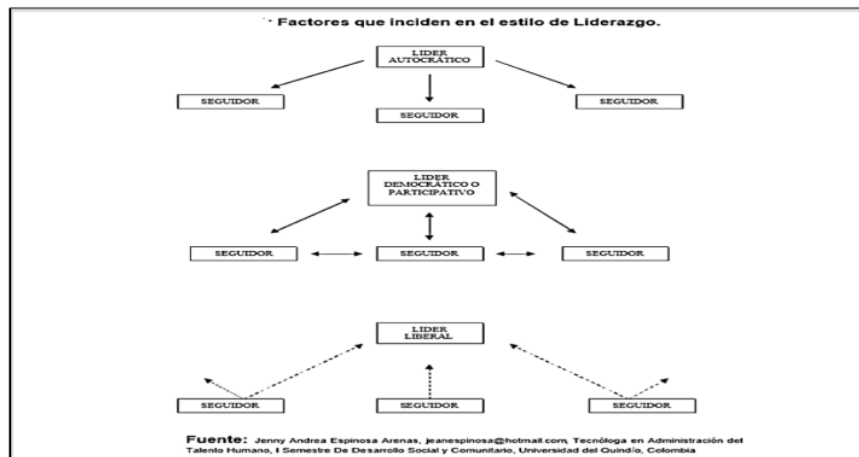 Factores que inciden en el estilo de Liderazgo.
LIDER
AUTOCRÁTICO
SEGUIDOR
SEGUIDOR
SEGUIDOR
LIDER
DEMOCRÁTICO O
PARTICIPATIVO
SEGUIDOR
SEGUIDOR
SEGUIDOR
LIDER
LIBERAL
SEGUIDOR
SEGUIDOR
SEGUIDOR
Fuente: Jenny Andrea Espinosa Arenas, jeanespinosa@hotmail.com, Tecnóloga en Administración del
Talento Humano, I Semestre De Desarrollo Social y Comunitario, Universidad del Quindío, Colombia